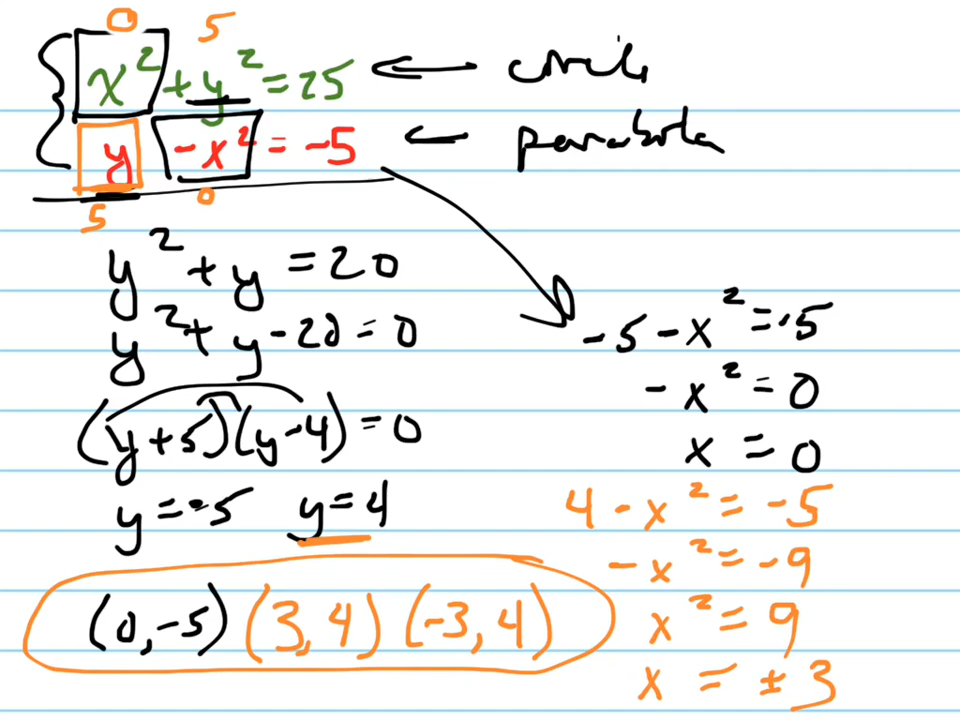 0 5
x² + y² = 25 ← circle
y - x² = -5 ← parabola
5 0
y² + y = 20
y² + y - 20 = 0
(y + 5)(y - 4) = 0
y = -5 y = 4
(0, -5) (3, 4) (-3, 4)
-5 - x² = -5
- x² = 0
x = 0
4 - x² = -5
- x² = -9
x² = 9
x = ± 3